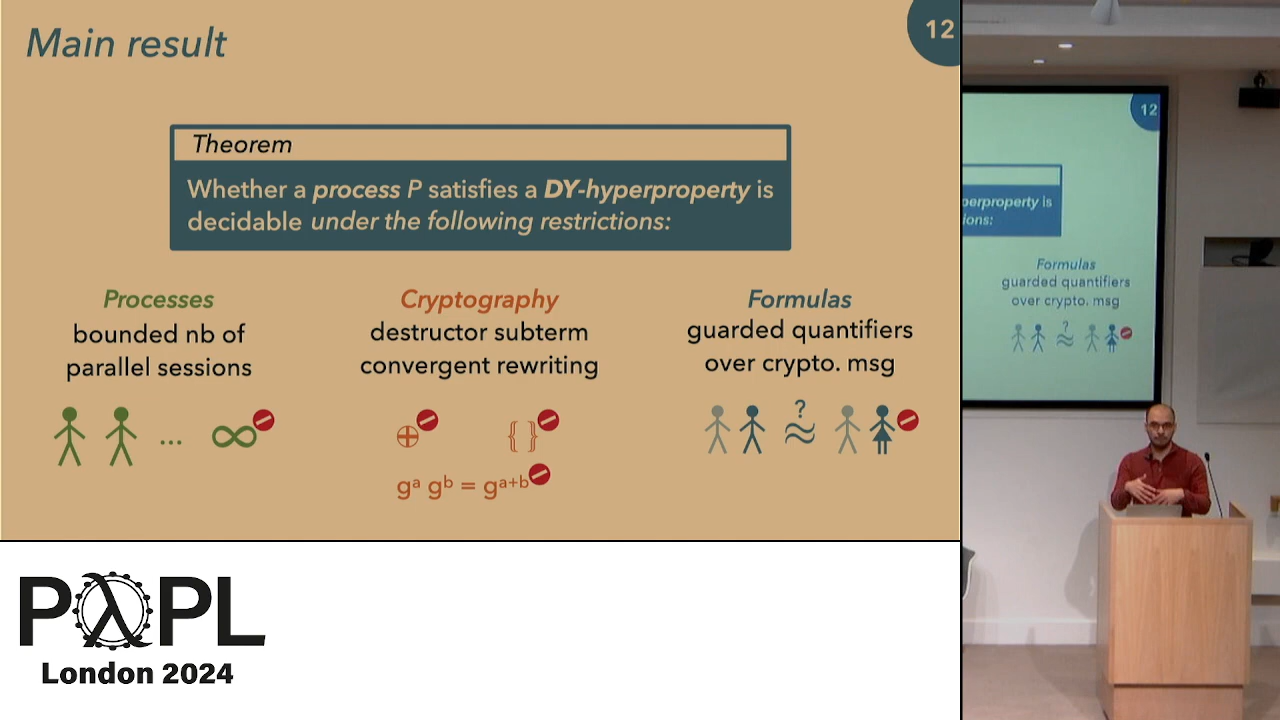 Main result
12
Theorem
Whether a process P satisfies a DY-hyperproperty is
decidable under the following restrictions:
Processes
bounded nb of
parallel sessions
...
∞
Cryptography
destructor subterm
convergent rewriting
⊕
{ }
gᵃ gᵇ = gᵃ⁺ᵇ
Formulas
guarded quantifiers
over crypto. msg
?
≈
12
erproperty is
ions:
Formulas
guarded quantifiers
over crypto. msg
?
≈
PλPL
London 2024